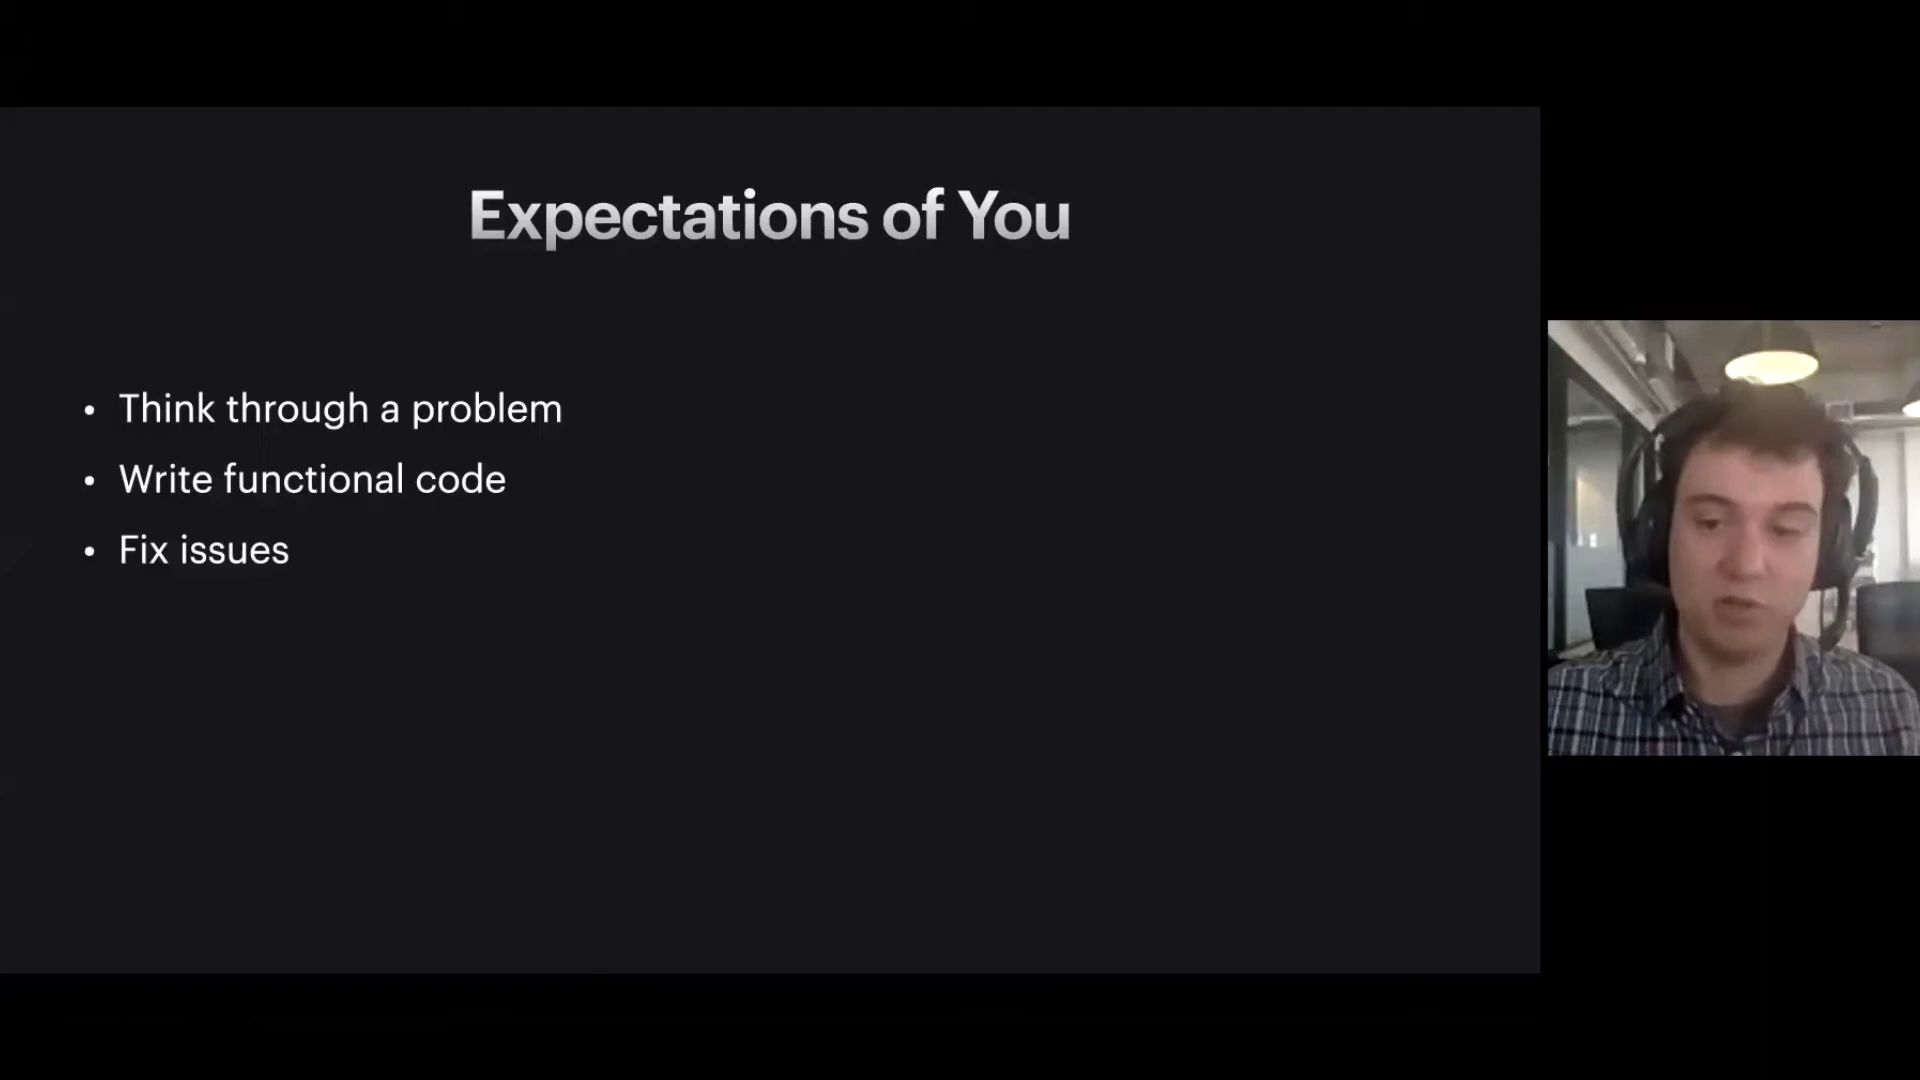 Expectations of You
• Think through a problem
• Write functional code
• Fix issues